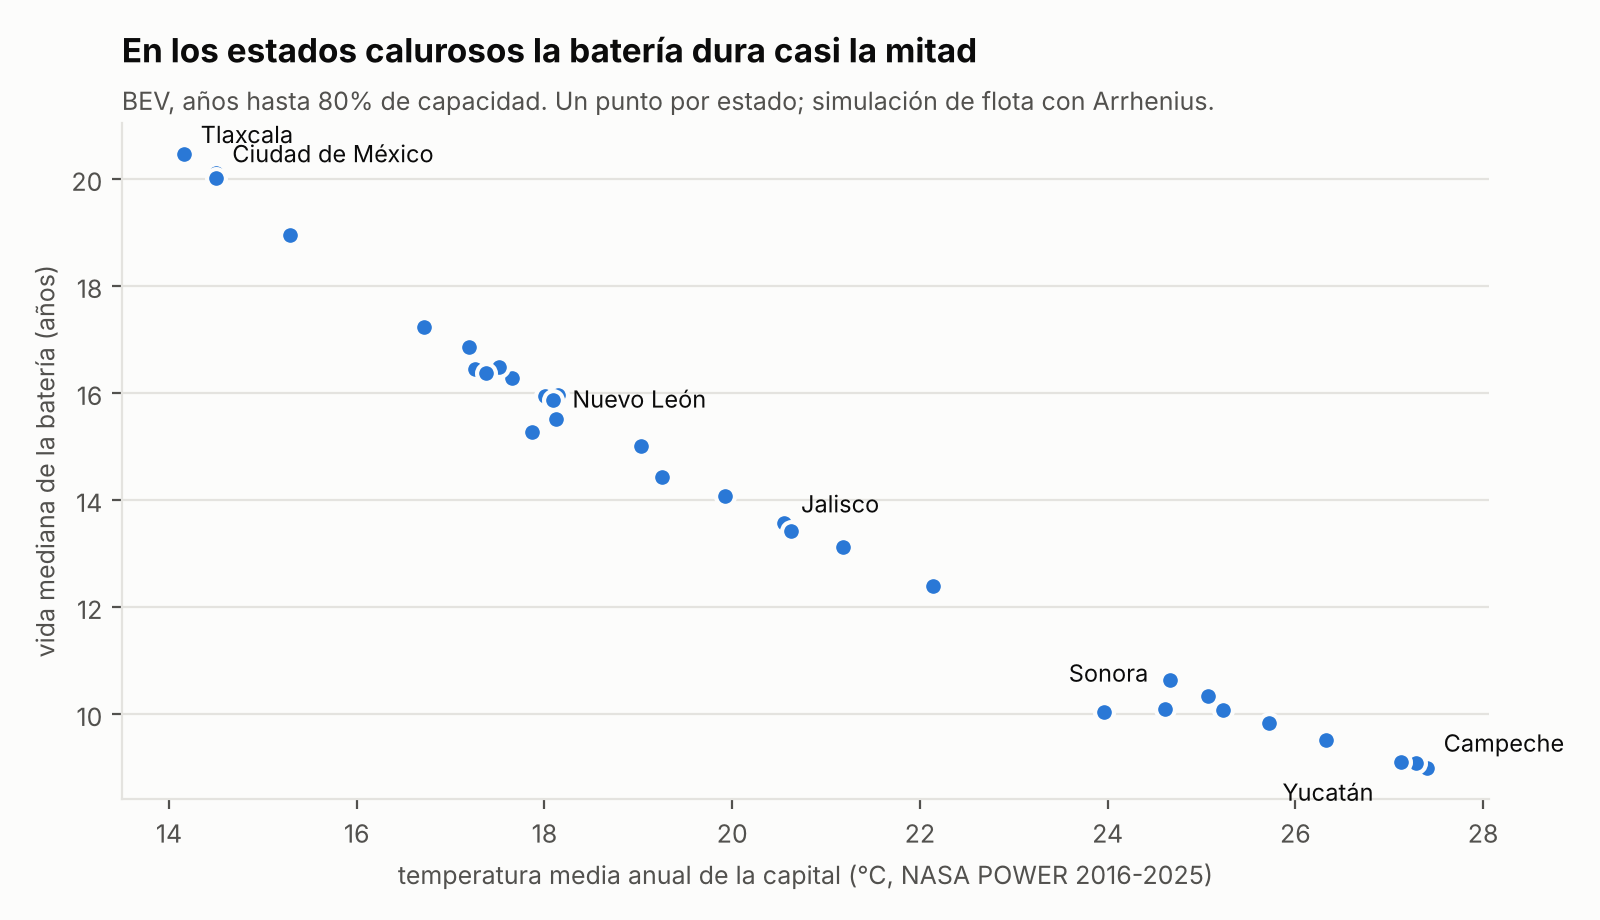 En los estados calurosos la batería dura casi la mitad
BEV, años hasta 80% de capacidad. Un punto por estado; simulación de flota con Arrhenius.
Tlaxcala
Ciudad de México
20
18
16
14
12
10
vida mediana de la batería (años)
Nuevo León
Jalisco
Sonora
Campeche
Yucatán
14 16 18 20 22 24 26 28
temperatura media anual de la capital (°C, NASA POWER 2016-2025)